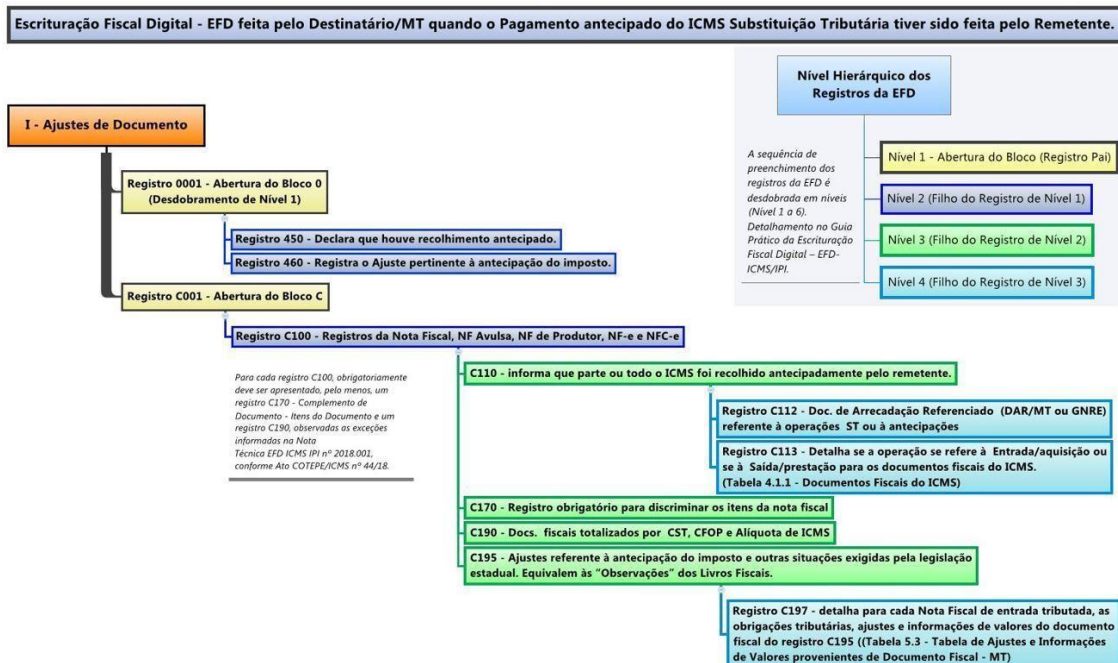 Escrituração Fiscal Digital - EFD feita pelo Destinatário/MT quando o Pagamento antecipado do ICMS Substituição Tributária tiver sido feita pelo Remetente.
Nível Hierárquico dos
Registros da EFD
A sequência de
preenchimento dos
registros da EFD é
desdobrada em níveis
(Nível 1 a 6).
Detalhamento no Guia
Prático da Escrituração
Fiscal Digital – EFD-
ICMS/IPI.
Nível 1 - Abertura do Bloco (Registro Pai)
Nível 2 (Filho do Registro de Nível 1)
Nível 3 (Filho do Registro de Nível 2)
Nível 4 (Filho do Registro de Nível 3)
I - Ajustes de Documento
Registro 0001 - Abertura do Bloco 0
(Desdobramento de Nível 1)
Registro 450 - Declara que houve recolhimento antecipado.
Registro 460 - Registra o Ajuste pertinente à antecipação do imposto.
Registro C001 - Abertura do Bloco C
Registro C100 - Registros da Nota Fiscal, NF Avulsa, NF de Produtor, NF-e e NFC-e
Para cada registro C100, obrigatoriamente
deve ser apresentado, pelo menos, um
registro C170 - Complemento de
Documento - Itens do Documento e um
registro C190, observadas as exceções
informadas na Nota
Técnica EFD ICMS IPI nº 2018.001,
conforme Ato COTEPE/ICMS nº 44/18.
C110 - informa que parte ou todo o ICMS foi recolhido antecipadamente pelo remetente.
Registro C112 - Doc. de Arrecadação Referenciado (DAR/MT ou GNRE)
referente à operações ST ou à antecipações
Registro C113 - Detalha se a operação se refere à Entrada/aquisição ou
se à Saída/prestação para os documentos fiscais do ICMS.
(Tabela 4.1.1 - Documentos Fiscais do ICMS)
C170 - Registro obrigatório para discriminar os itens da nota fiscal
C190 - Docs. fiscais totalizados por CST, CFOP e Alíquota de ICMS
C195 - Ajustes referente à antecipação do imposto e outras situações exigidas pela legislação
estadual. Equivalem às "Observações" dos Livros Fiscais.
Registro C197 - detalha para cada Nota Fiscal de entrada tributada, as
obrigações tributárias, ajustes e informações de valores do documento
fiscal do registro C195 ((Tabela 5.3 - Tabela de Ajustes e Informações
de Valores provenientes de Documento Fiscal - MT)